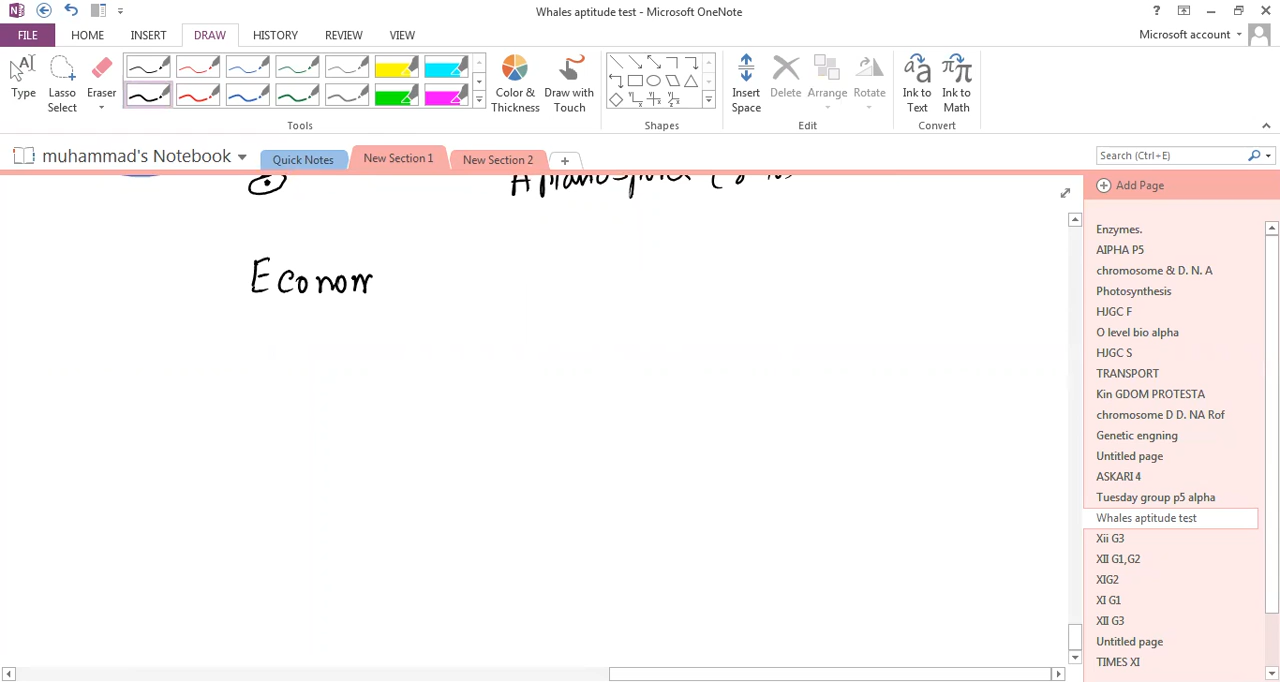 Whales aptitude test - Microsoft OneNote
?
FILE HOME INSERT DRAW HISTORY REVIEW VIEW
Microsoft account
Type Lasso Select Eraser Color & Thickness Draw with Touch Insert Space Delete Arrange Rotate Ink to Text Ink to Math
Tools Shapes Edit Convert
muhammad's Notebook Quick Notes New Section 1 New Section 2
Search (Ctrl+E)
Add Page
Econom
Enzymes.
AIPHA P5
chromosome & D. N. A
Photosynthesis
HJGC F
O level bio alpha
HJGC S
TRANSPORT
Kin GDOM PROTESTA
chromosome D D. NA Rof
Genetic engning
Untitled page
ASKARI 4
Tuesday group p5 alpha
Whales aptitude test
Xii G3
XII G1,G2
XIG2
XI G1
XII G3
Untitled page
TIMES XI